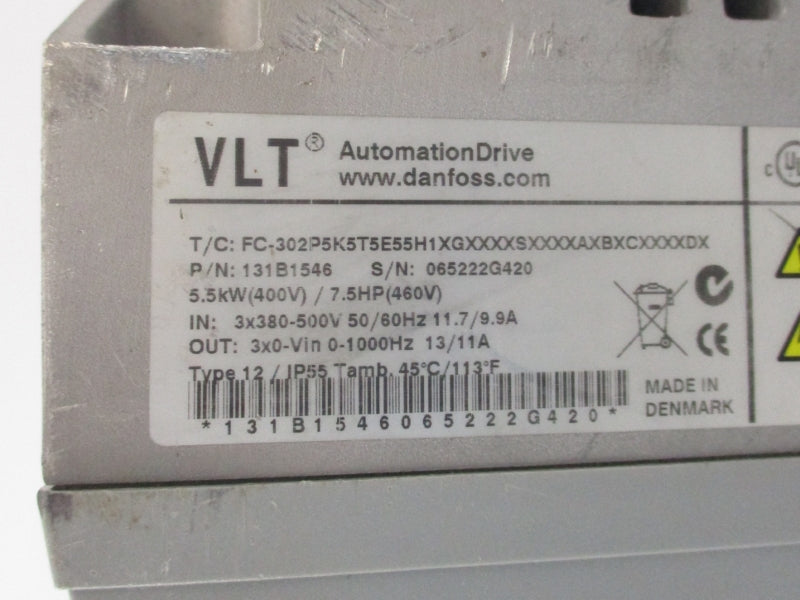 VLT® AutomationDrive
www.danfoss.com
T/C: FC-302P5K5T5E55H1XGXXXXSXXXXAXBXCXXXXDX
P/N: 131B1546 S/N: 065222G420
5.5kW(400V) / 7.5HP(460V)
IN: 3x380-500V 50/60Hz 11.7/9.9A
OUT: 3x0-Vin 0-1000Hz 13/11A
Type 12 / IP55 Tamb. 45°C/113°F
*131B1546065222G420*
MADE IN
DENMARK
CE
c UL